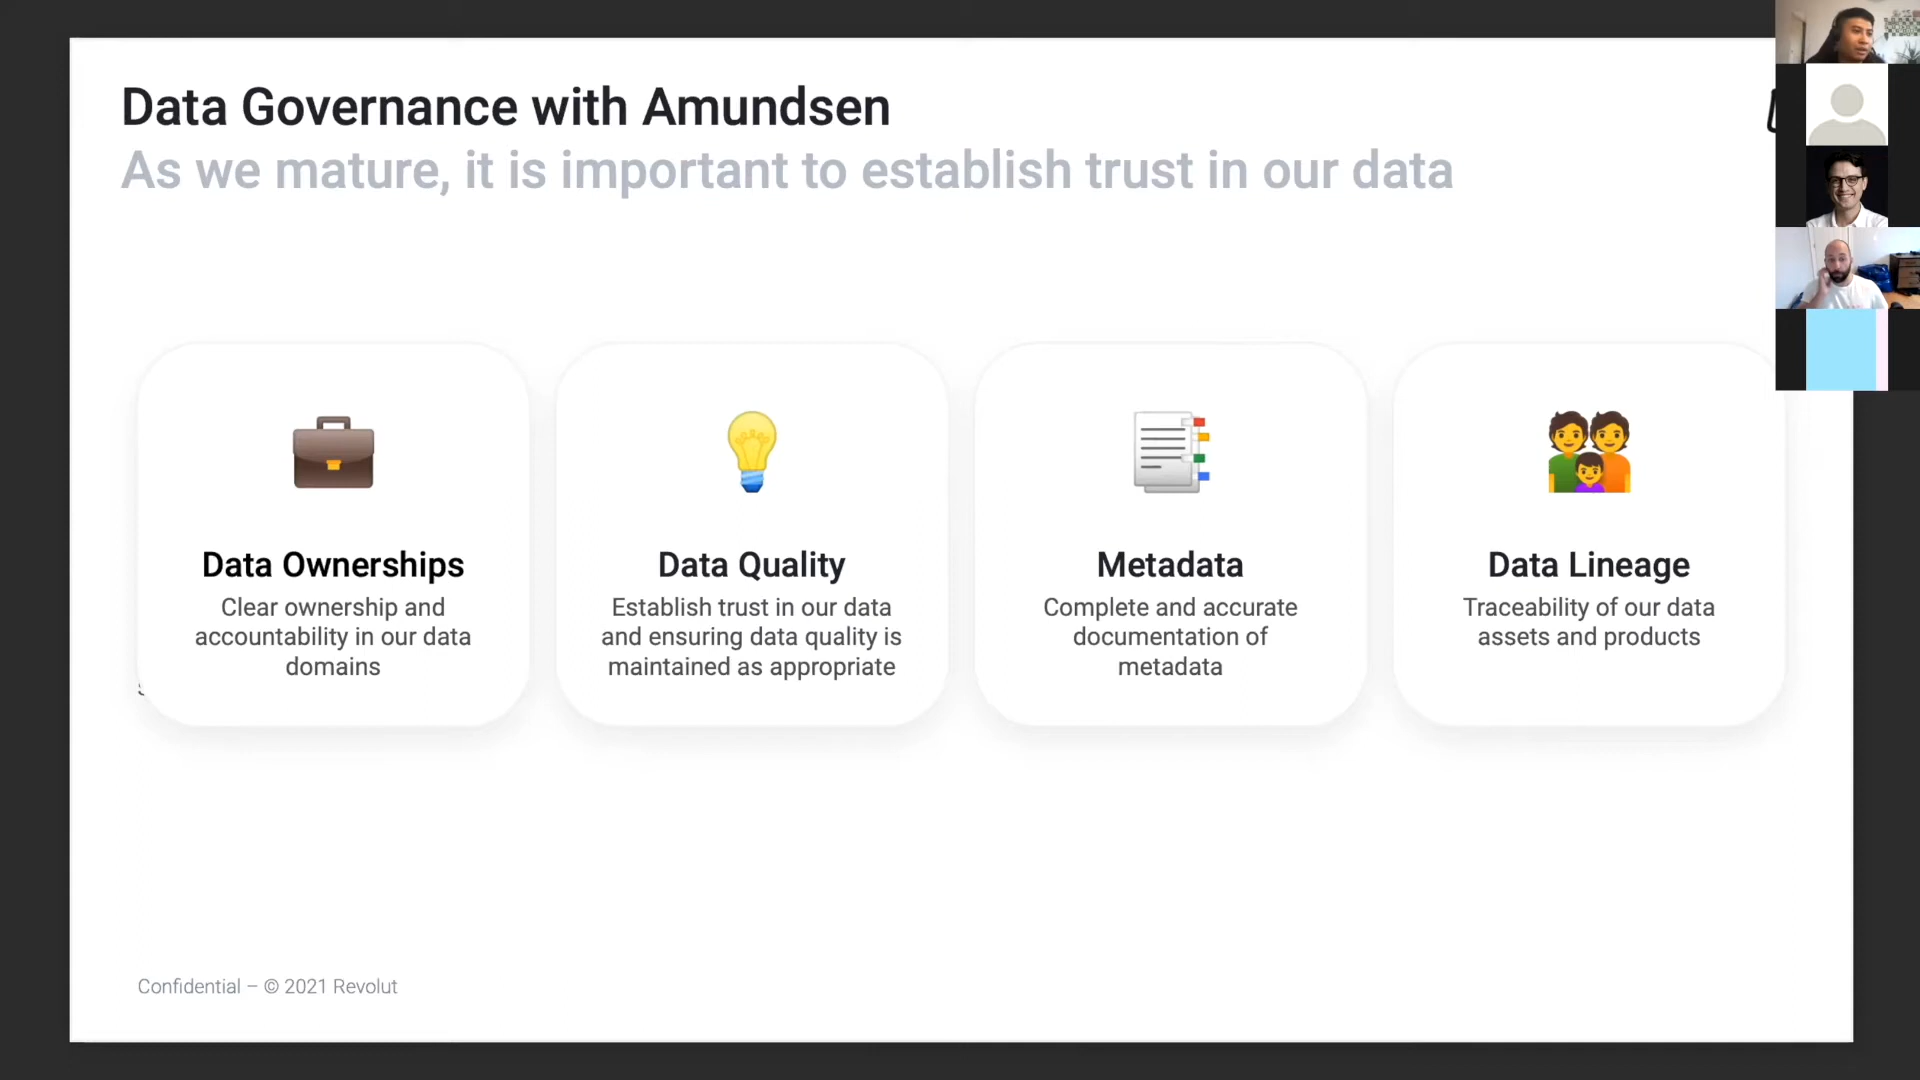 Data Governance with Amundsen
As we mature, it is important to establish trust in our data
Data Ownerships
Clear ownership and
accountability in our data
domains
Data Quality
Establish trust in our data
and ensuring data quality is
maintained as appropriate
Metadata
Complete and accurate
documentation of
metadata
Data Lineage
Traceability of our data
assets and products
Confidential – © 2021 Revolut